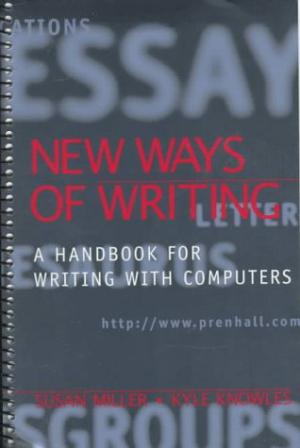 ATIONS
ESSAY
NEW WAYS
OF WRITING
LETTER
A HANDBOOK FOR
WRITING WITH COMPUTERS
http://www.prenhall.com
SUSAN MILLER • KYLE KNOWLES
SGROUPS